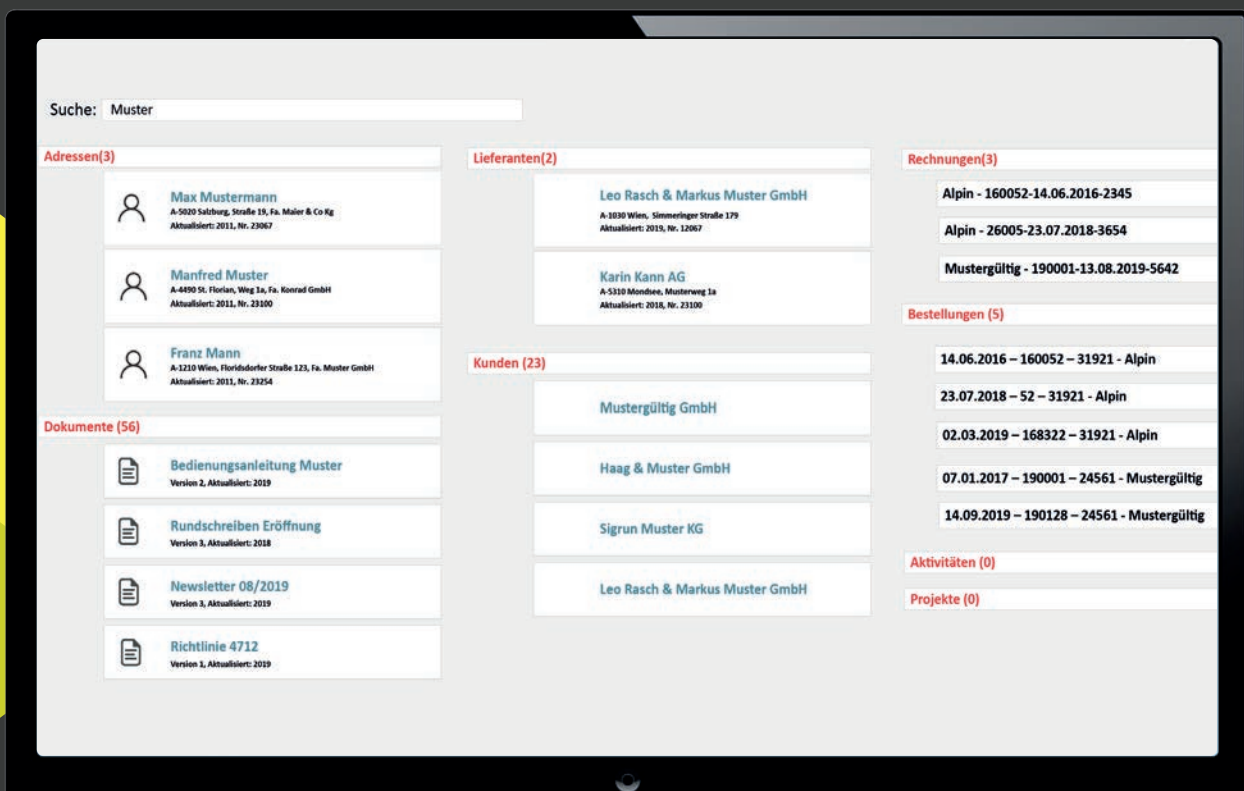 Suche: Muster
Adressen(3)
Max Mustermann
A-5020 Salzburg, Straße 19, Fa. Maier & Co Kg
Aktualisiert: 2011, Nr. 23067
Manfred Muster
A-4490 St. Florian, Weg 1a, Fa. Konrad GmbH
Aktualisiert: 2011, Nr. 23100
Franz Mann
A-1210 Wien, Floridsdorfer Straße 123, Fa. Muster GmbH
Aktualisiert: 2011, Nr. 23254
Dokumente (56)
Bedienungsanleitung Muster
Version 2, Aktualisiert: 2019
Rundschreiben Eröffnung
Version 3, Aktualisiert: 2018
Newsletter 08/2019
Version 3, Aktualisiert: 2019
Richtlinie 4712
Version 1, Aktualisiert: 2019
Lieferanten(2)
Leo Rasch & Markus Muster GmbH
A-1030 Wien, Simmeringer Straße 179
Aktualisiert: 2019, Nr. 12067
Karin Kann AG
A-5310 Mondsee, Musterweg 1a
Aktualisiert: 2018, Nr. 23100
Kunden (23)
Mustergültig GmbH
Haag & Muster GmbH
Sigrun Muster KG
Leo Rasch & Markus Muster GmbH
Rechnungen(3)
Alpin - 160052-14.06.2016-2345
Alpin - 26005-23.07.2018-3654
Mustergültig - 190001-13.08.2019-5642
Bestellungen (5)
14.06.2016 – 160052 – 31921 - Alpin
23.07.2018 – 52 – 31921 - Alpin
02.03.2019 – 168322 – 31921 - Alpin
07.01.2017 – 190001 – 24561 - Mustergültig
14.09.2019 – 190128 – 24561 - Mustergültig
Aktivitäten (0)
Projekte (0)